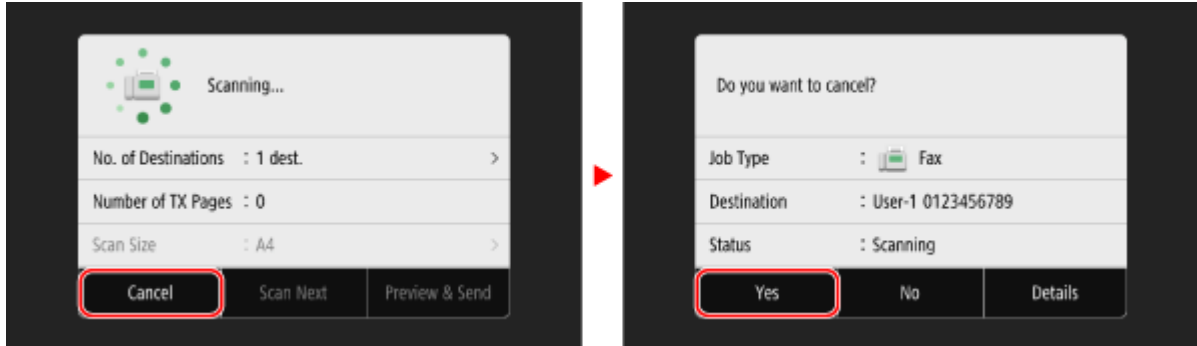 Scanning...
No. of Destinations : 1 dest. >
Number of TX Pages : 0
Scan Size : A4 >
Cancel Scan Next Preview & Send
Do you want to cancel?
Job Type : Fax
Destination : User-1 0123456789
Status : Scanning
Yes No Details